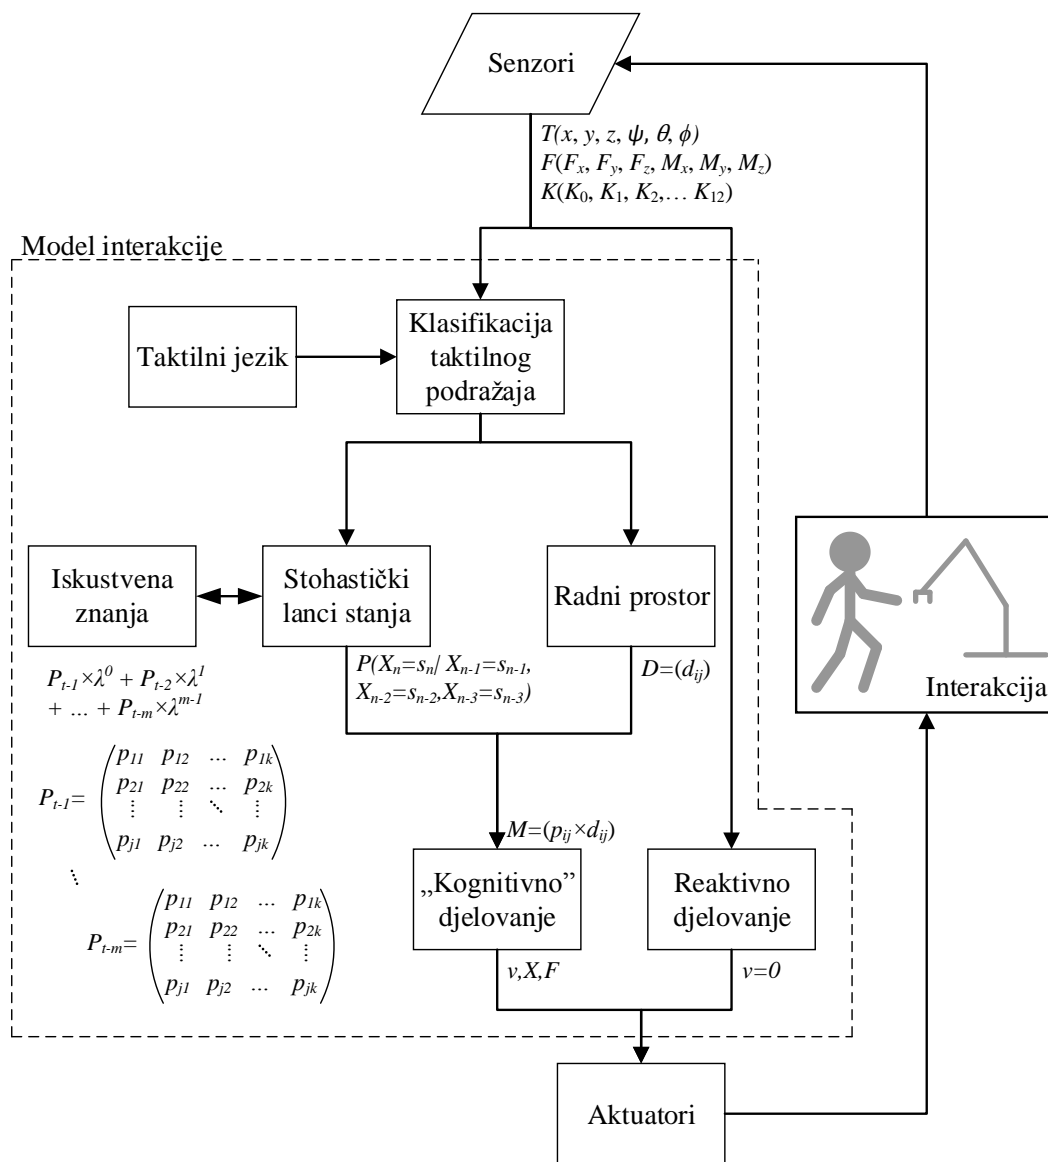 Senzori
T(x, y, z, ψ, θ, ϕ)
F(Fx, Fy, Fz, Mx, My, Mz)
K(K0, K1, K2,… K12)
Model interakcije
Taktilni jezik
Klasifikacija
taktilnog
podražaja
Iskustvena
znanja
Stohastički
lanci stanja
Radni prostor
Pt-1×λ^0 + Pt-2×λ^1
+ ... + Pt-m×λ^m-1
P(Xn=sn| Xn-1=sn-1,
Xn-2=sn-2,Xn-3=sn-3)
D=(dij)
Interakcija
Pt-1=
p11 p12 ... p1k
p21 p22 ... p2k
⋮ ⋮ ⋱ ⋮
pj1 pj2 ... pjk
⋱
Pt-m=
p11 p12 ... p1k
p21 p22 ... p2k
⋮ ⋮ ⋱ ⋮
pj1 pj2 ... pjk
M=(pij×dij)
„Kognitivno”
djelovanje
Reaktivno
djelovanje
v,X,F
v=0
Aktuatori